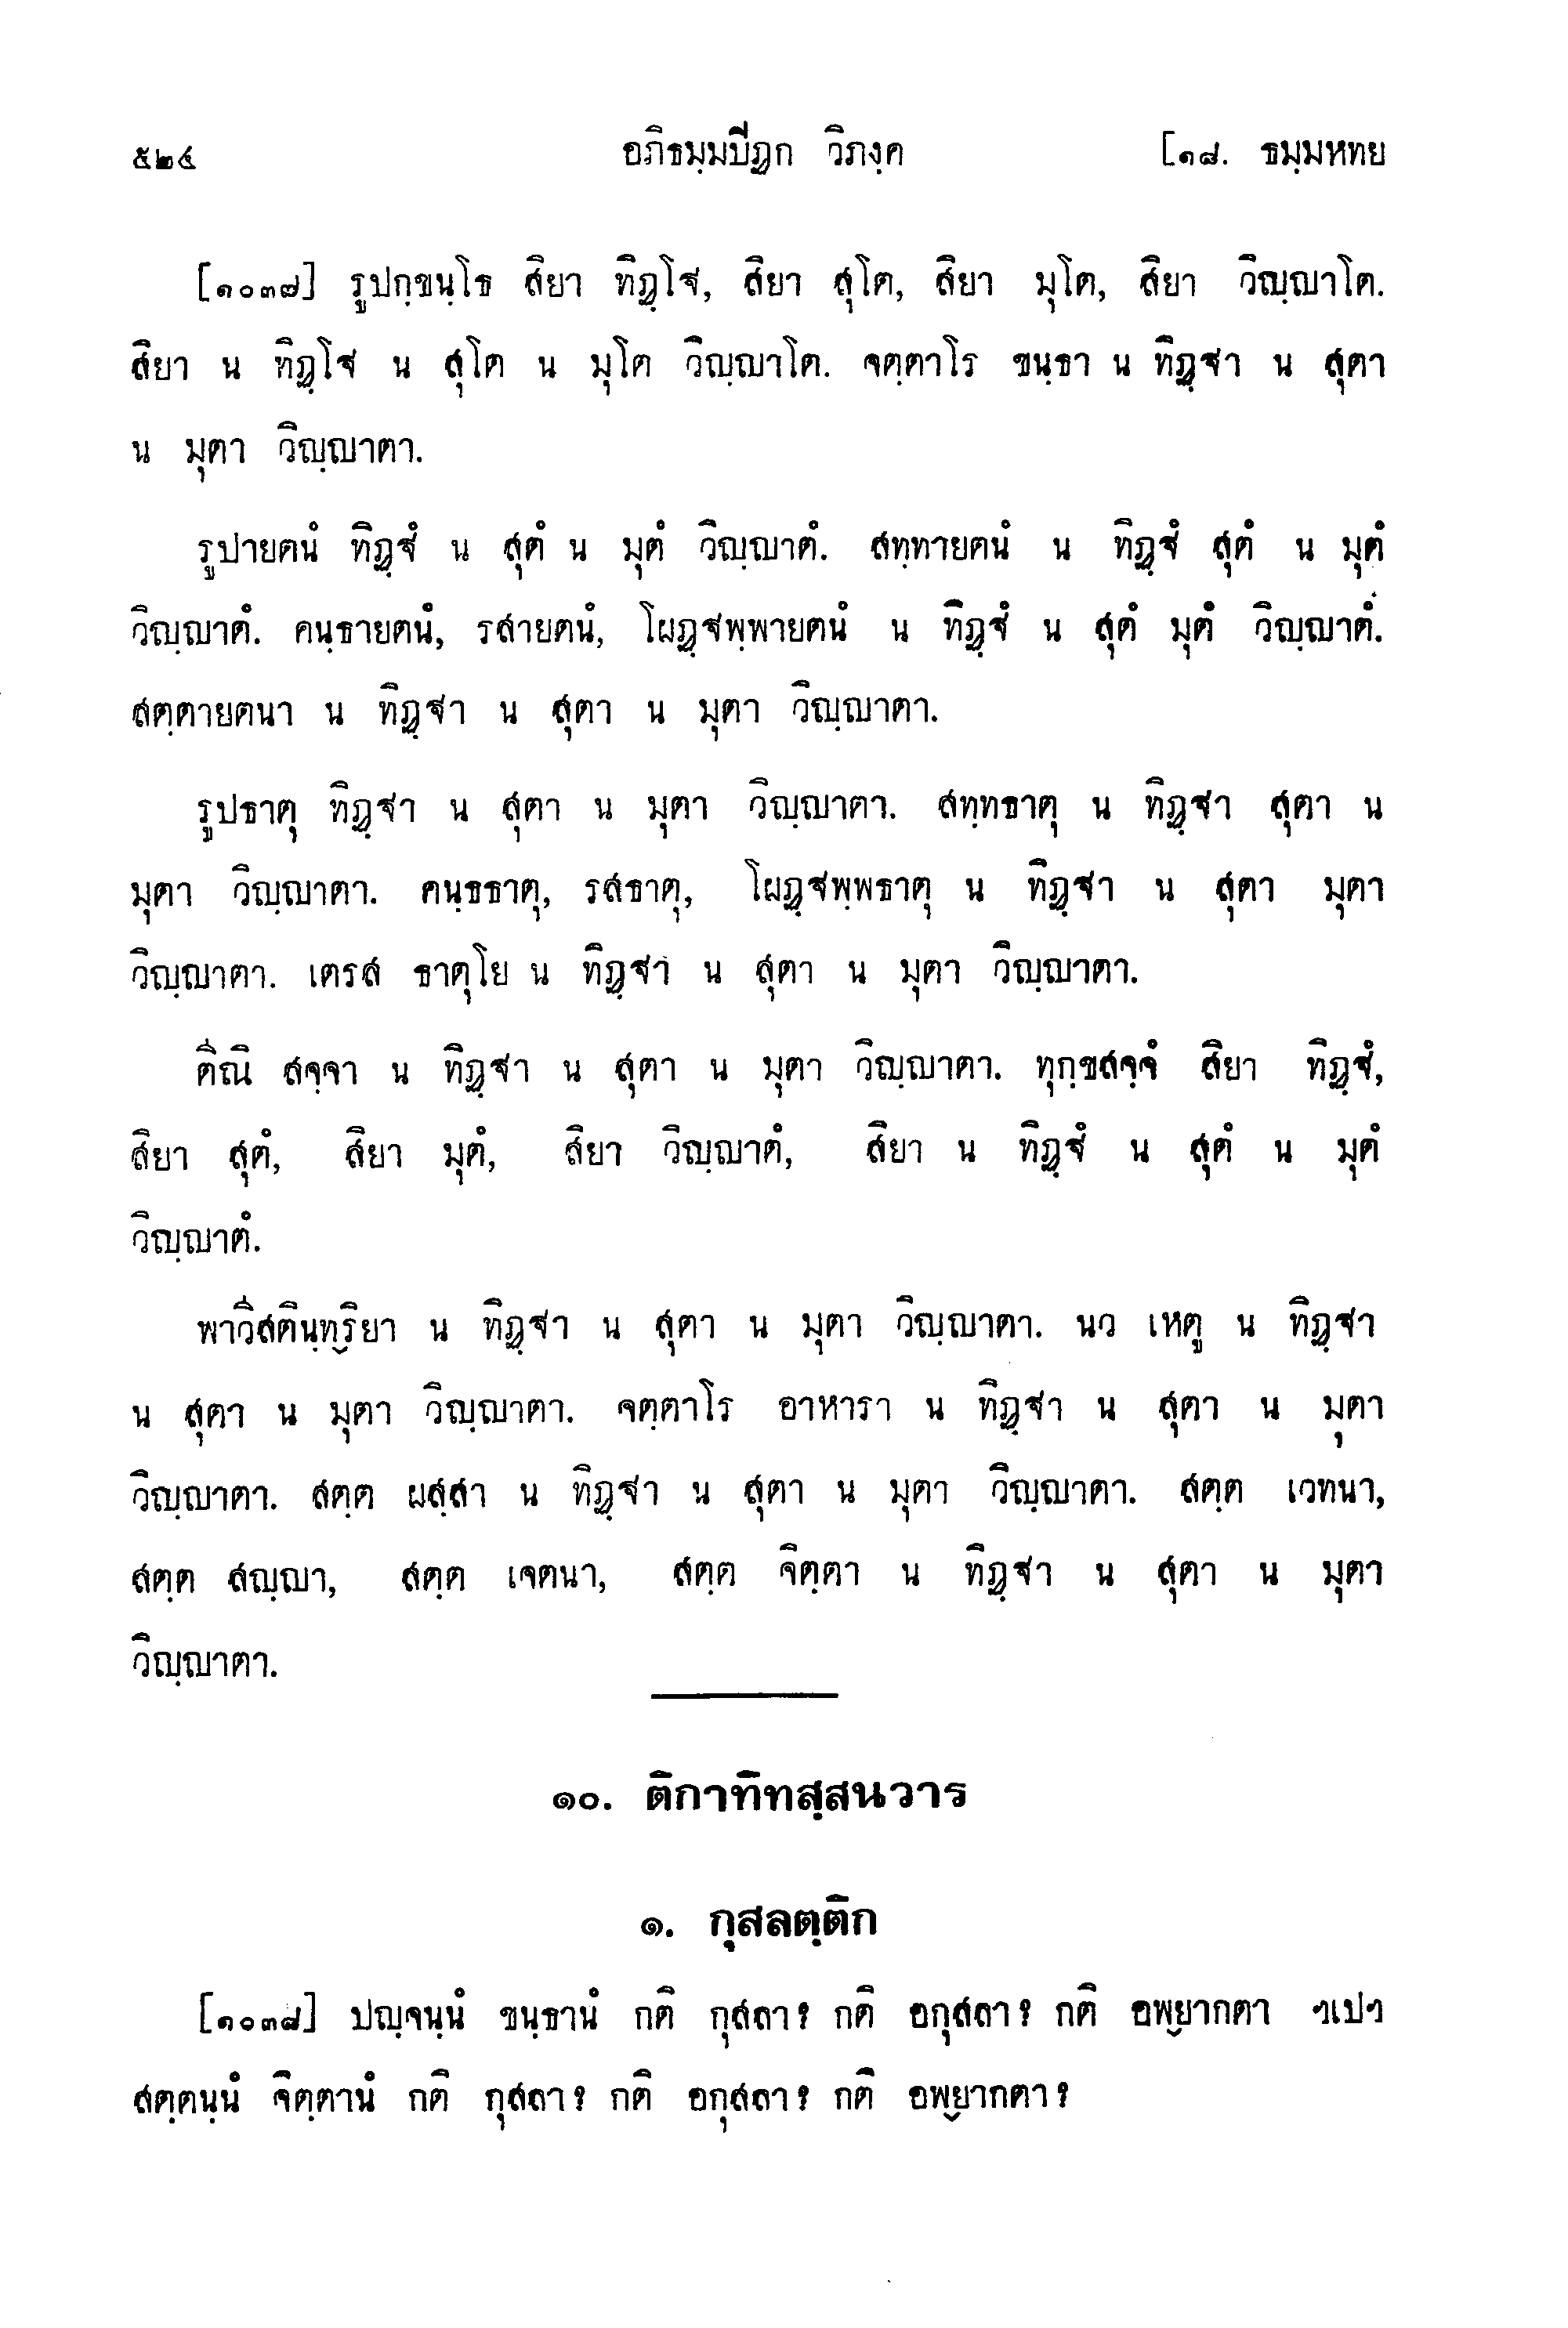 ๕๒๔ อภิธมฺมปีฏก วิภงฺค [๑๘. ธมฺมหทย
[๑๐๓๗] รูปกฺขนฺโธ สิยา ทิฏฺโฐ, สิยา สุโต, สิยา มุโต, สิยา วิญฺญาโต.
สิยา น ทิฏฺโฐ น สุโต น มุโต วิญฺญาโต. จตฺตาโร ขนฺธา น ทิฏฺฐา น สุตา
น มุตา วิญฺญาตา.
รูปายตนํ ทิฏฺฐํ น สุตํ น มุตํ วิญฺญาตํ. สทฺทายตนํ น ทิฏฺฐํ สุตํ น มุตํ
วิญฺญาตํ. คนฺธายตนํ, รสายตนํ, โผฏฺฐพฺพายตนํ น ทิฏฺฐํ น สุตํ มุตํ วิญฺญาตํ.
สตฺตายตนา น ทิฏฺฐา น สุตา น มุตา วิญฺญาตา.
รูปธาตุ ทิฏฺฐา น สุตา น มุตา วิญฺญาตา. สทฺทธาตุ น ทิฏฺฐา สุตา น
มุตา วิญฺญาตา. คนฺธธาตุ, รสธาตุ, โผฏฺฐพฺพธาตุ น ทิฏฺฐา น สุตา มุตา
วิญฺญาตา. เตรส ธาตุโย น ทิฏฺฐา น สุตา น มุตา วิญฺญาตา.
ตีณิ สจฺจา น ทิฏฺฐา น สุตา น มุตา วิญฺญาตา. ทุกฺขสจฺจํ สิยา ทิฏฺฐํ,
สิยา สุตํ, สิยา มุตํ, สิยา วิญฺญาตํ, สิยา น ทิฏฺฐํ น สุตํ น มุตํ
วิญฺญาตํ.
พาวีสตินฺทฺริยา น ทิฏฺฐา น สุตา น มุตา วิญฺญาตา. นว เหตู น ทิฏฺฐา
น สุตา น มุตา วิญฺญาตา. จตฺตาโร อาหารา น ทิฏฺฐา น สุตา น มุตา
วิญฺญาตา. สตฺต ผสฺสา น ทิฏฺฐา น สุตา น มุตา วิญฺญาตา. สตฺต เวทนา,
สตฺต สญฺญา, สตฺต เจตนา, สตฺต จิตฺตา น ทิฏฺฐา น สุตา น มุตา
วิญฺญาตา.
๑๐. ติกาทิทสฺสนวาร
๑. กุสลตฺติก
[๑๐๓๘] ปญฺจนฺนํ ขนฺธานํ กติ กุสลา? กติ อกุสลา? กติ อพฺยากตา ฯเปฯ
สตฺตนฺนํ จิตฺตานํ กติ กุสลา? กติ อกุสลา? กติ อพฺยากตา?